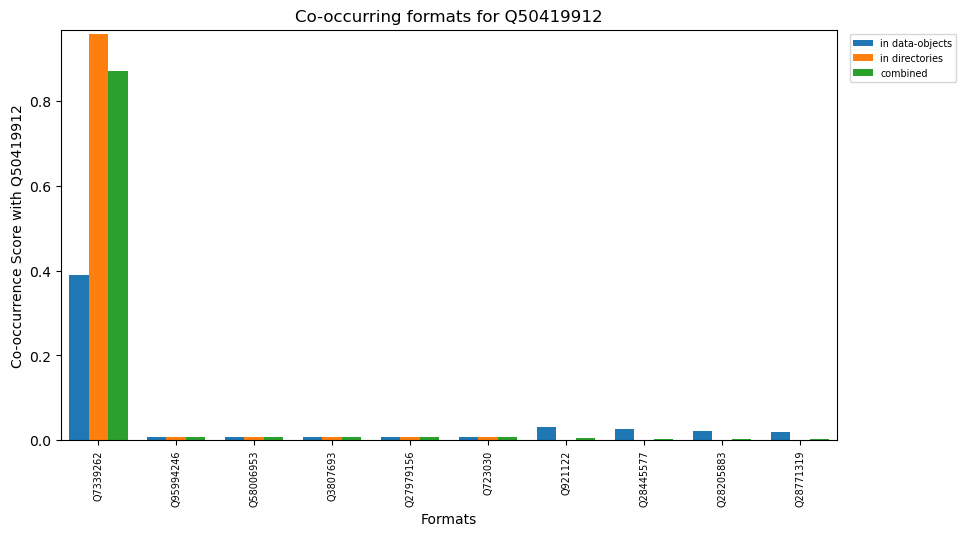 Co-occurring formats for Q50419912
in data-objects
in directories
combined
Co-occurrence Score with Q50419912
0.8
0.6
0.4
0.2
0.0
Q7339262
Q95994246
Q58006953
Q3807693
Q27979156
Q723030
Q921122
Q28445577
Q28205883
Q28771319
Formats